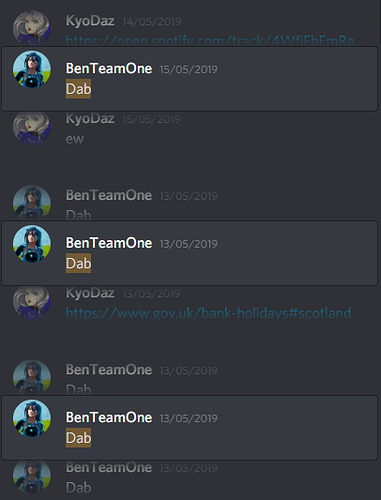 KyoDaz 14/05/2019
https://open.spotify.com/track/4WfjFbEmRg
BenTeamOne 15/05/2019
Dab
KyoDaz 15/05/2019
ew
BenTeamOne 13/05/2019
Dab
BenTeamOne 13/05/2019
Dab
KyoDaz 13/05/2019
https://www.gov.uk/bank-holidays#scotland
BenTeamOne 13/05/2019
Dab
BenTeamOne 13/05/2019
Dab
BenTeamOne 13/05/2019
Dab